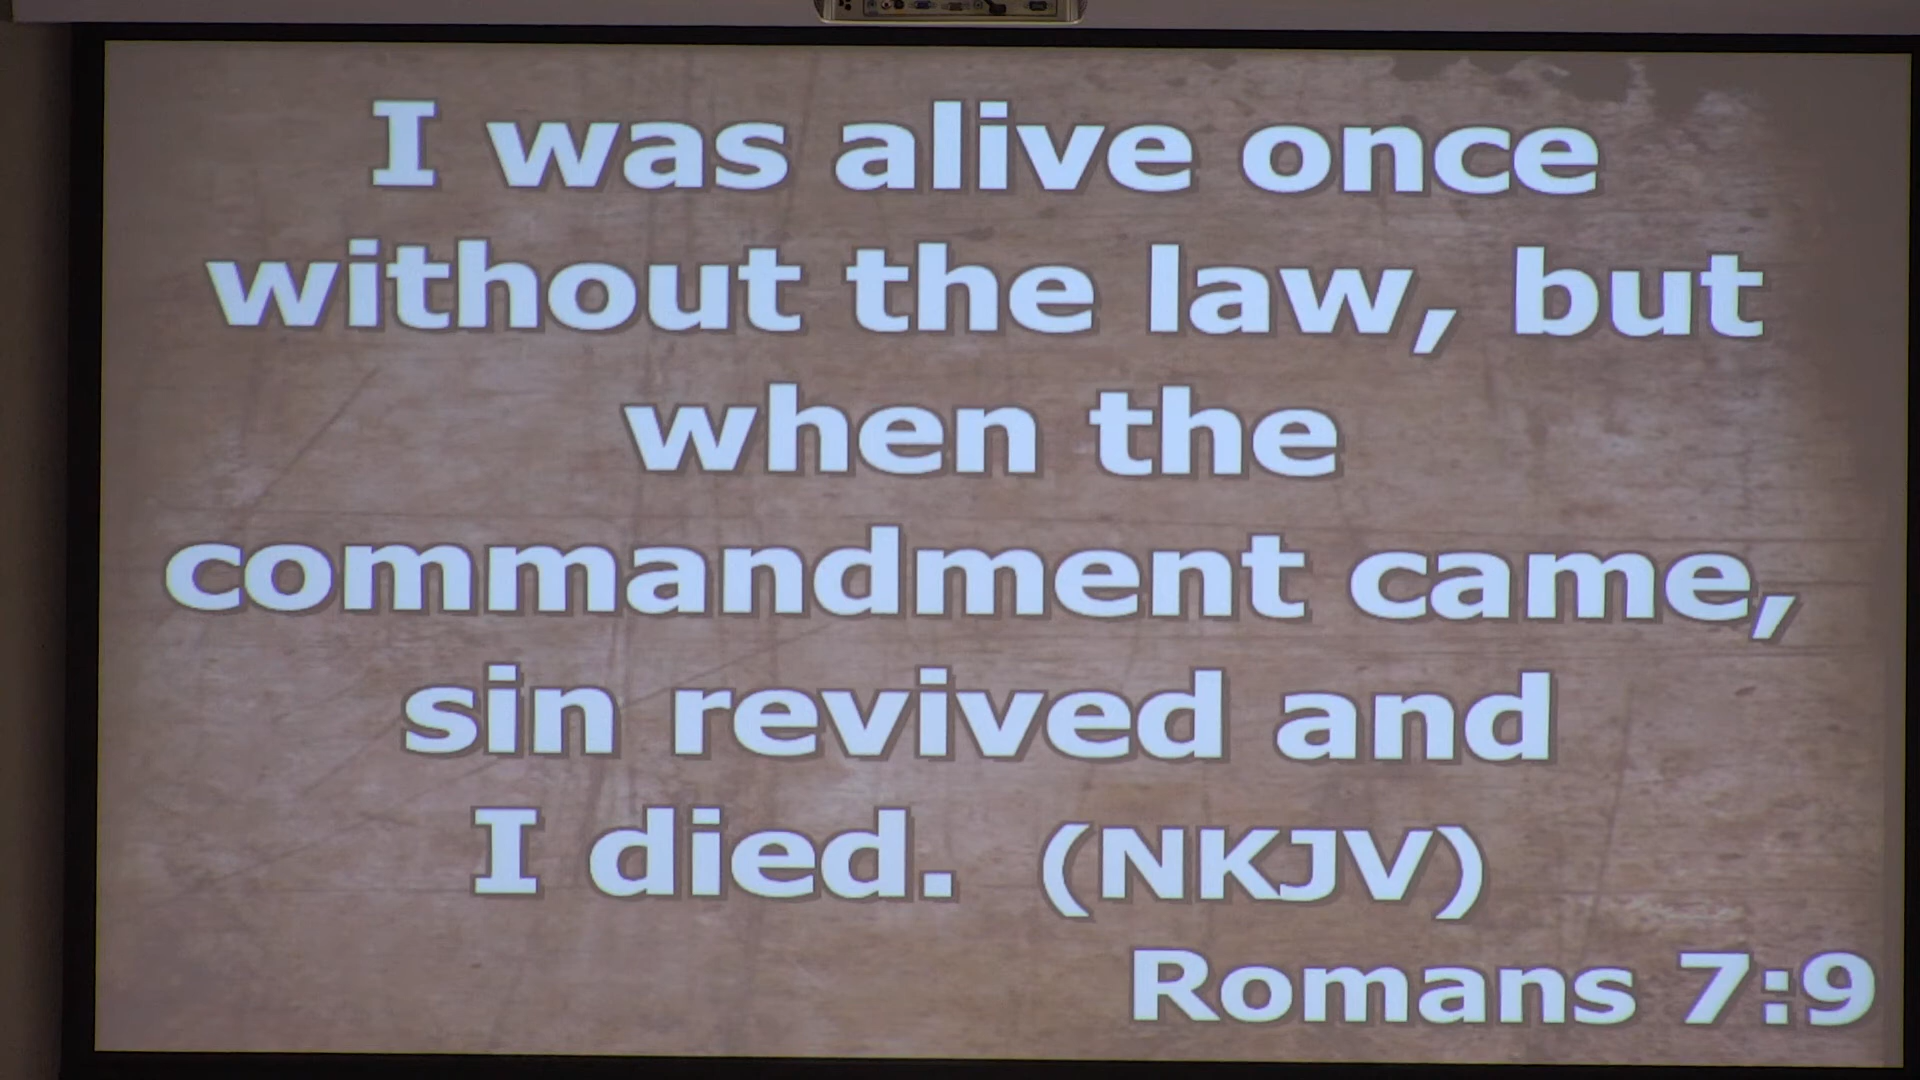 I was alive once
without the law, but
when the
commandment came,
sin revived and
I died. (NKJV)
Romans 7:9